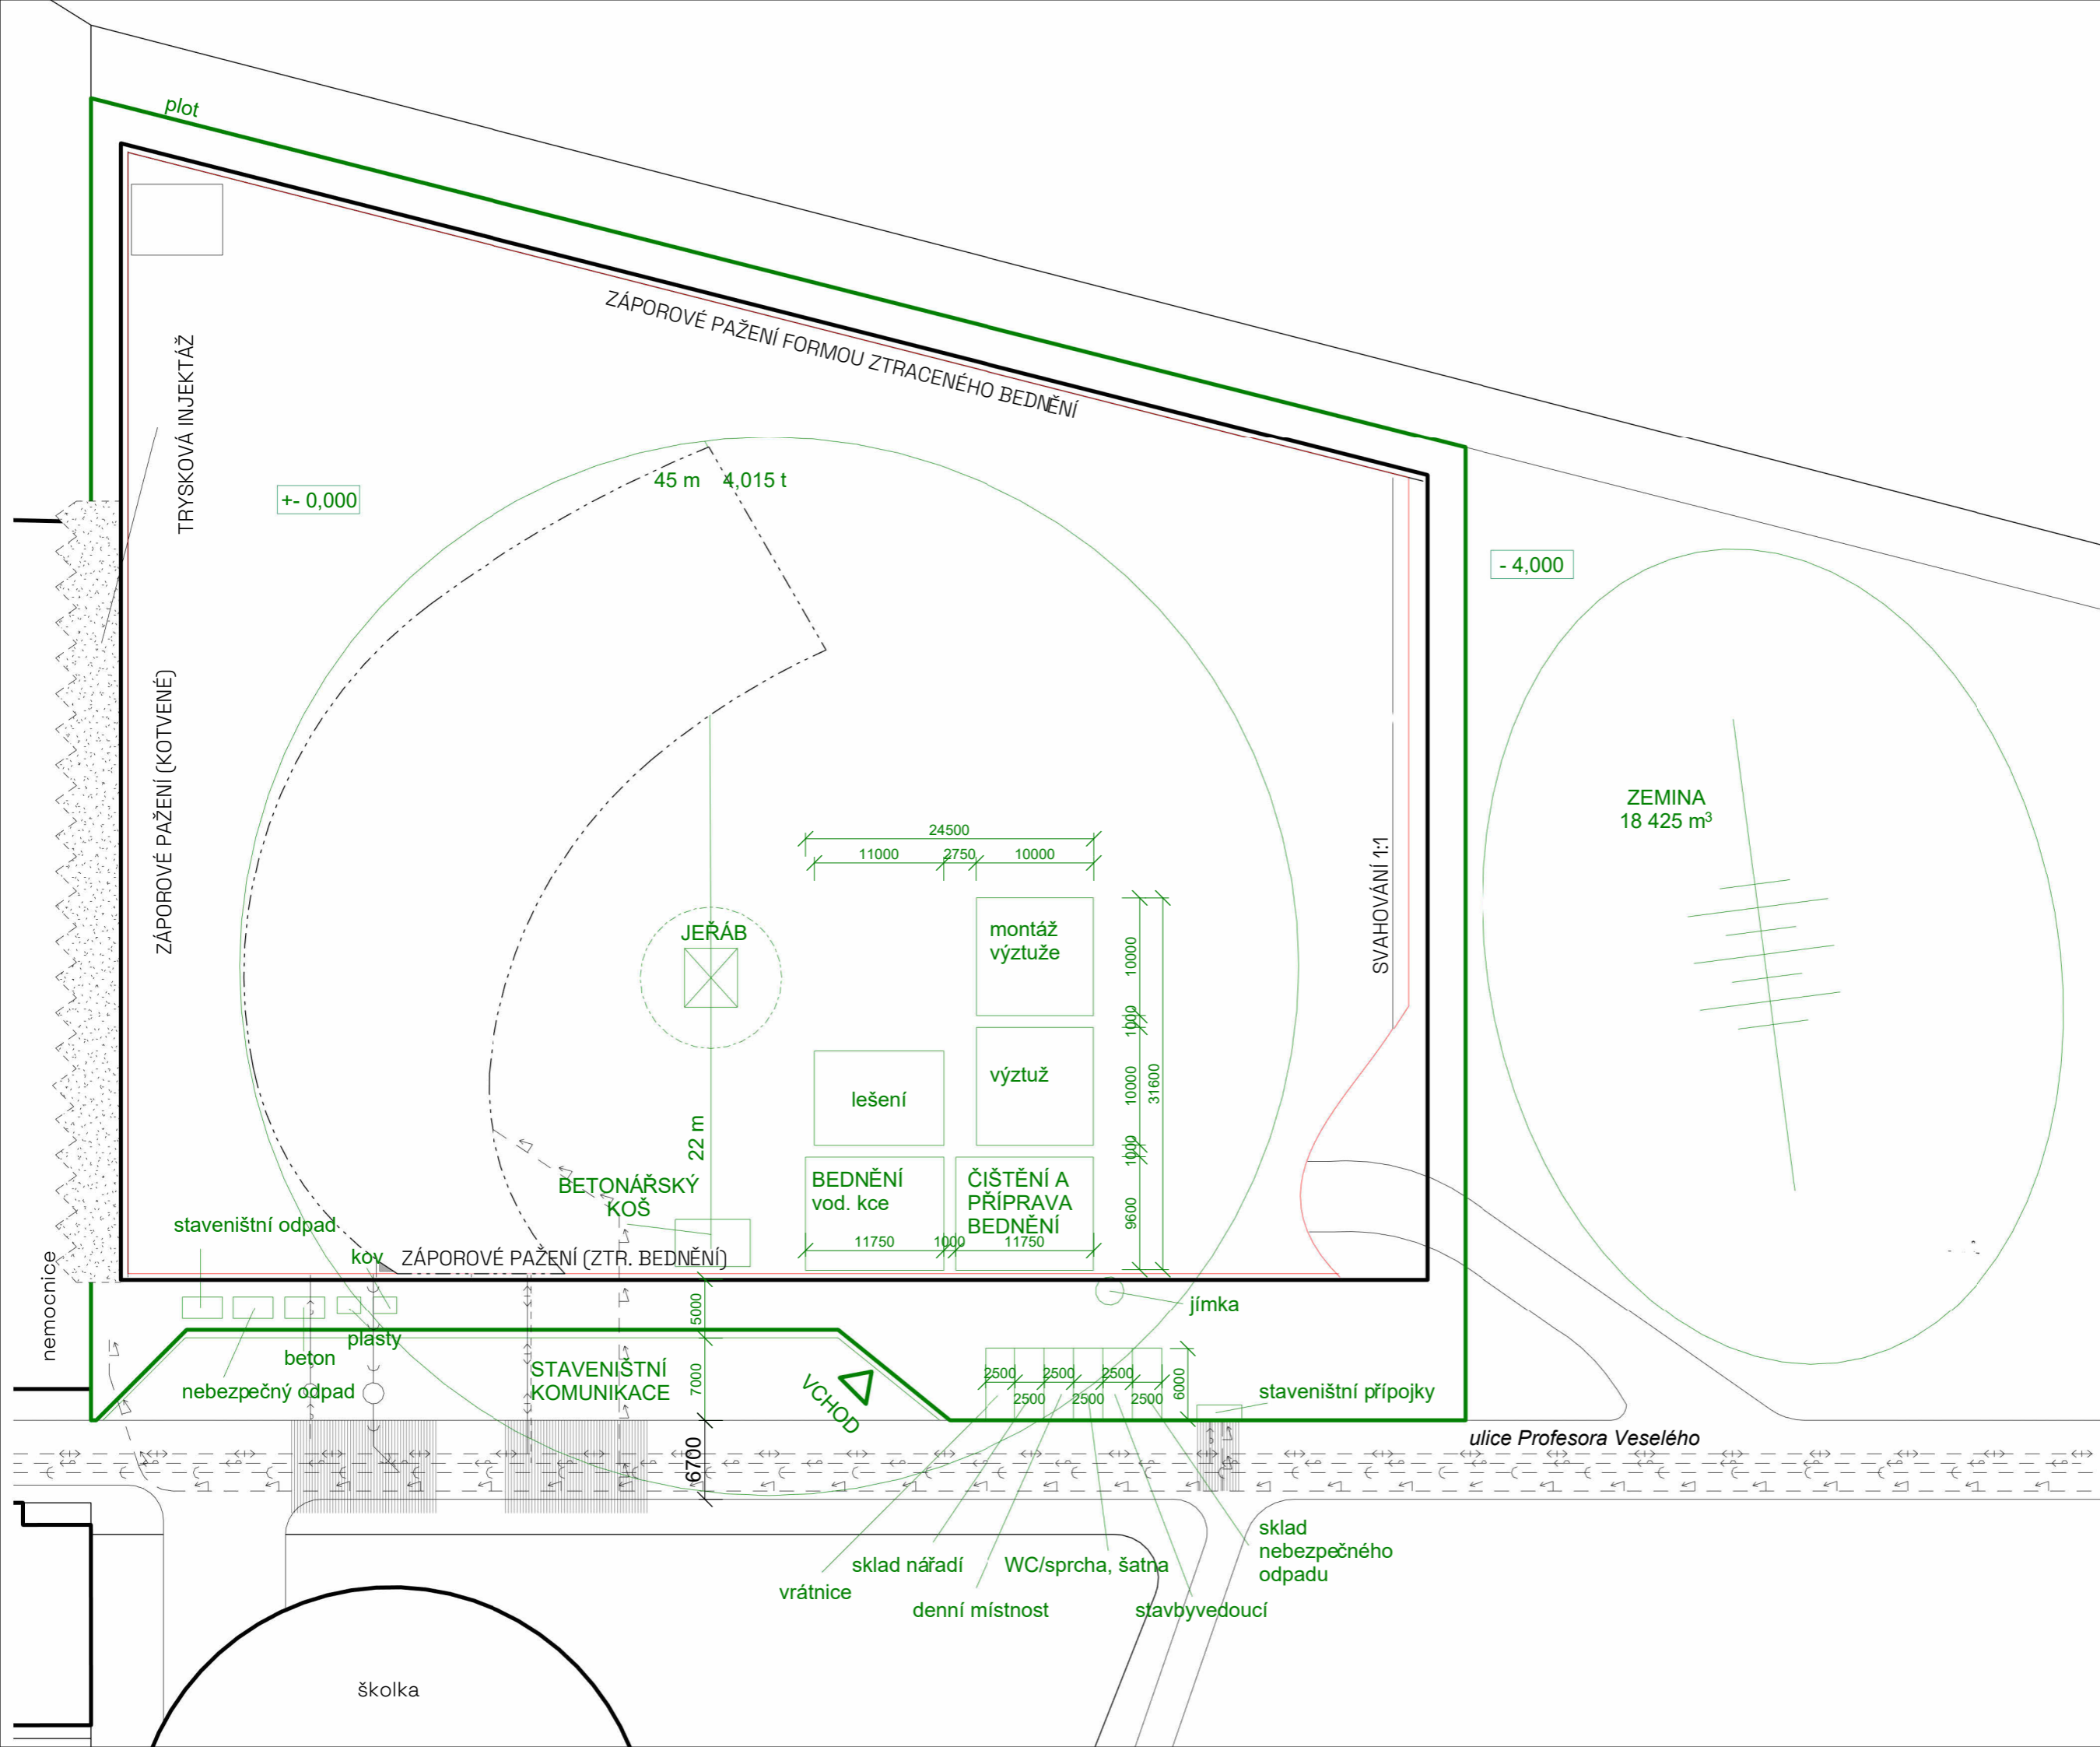 plot
ZÁPOROVÉ PAŽENÍ FORMOU ZTRACENÉHO BEDNĚNÍ
TRYSKOVÁ INJEKTÁŽ
+- 0,000
45 m 4,015 t
- 4,000
ZÁPOROVÉ PAŽENÍ (KOTVENÉ)
ZEMINA
18 425 m³
24500
11000
2750
10000
SVAHOVÁNÍ 1:1
JEŘÁB
montáž
výztuže
10000
1000
výztuž
10000
31600
lešení
22 m
1000
BETONÁŘSKÝ
KOŠ
BEDNĚNÍ
vod. kce
ČIŠTĚNÍ A
PŘÍPRAVA
BEDNĚNÍ
9600
11750
1000
11750
staveništní odpad
kov
ZÁPOROVÉ PAŽENÍ (ZTR. BEDNĚNÍ)
nemocnice
jímka
5000
plasty
beton
nebezpečný odpad
STAVENIŠTNÍ
KOMUNIKACE
7000
VCHOD
2500
2500
2500
2500
2500
2500
6000
staveništní přípojky
6700
ulice Profesora Veselého
sklad nářadí
WC/sprcha, šatna
sklad
nebezpečného
odpadu
vrátnice
denní místnost
stavbyvedoucí
školka